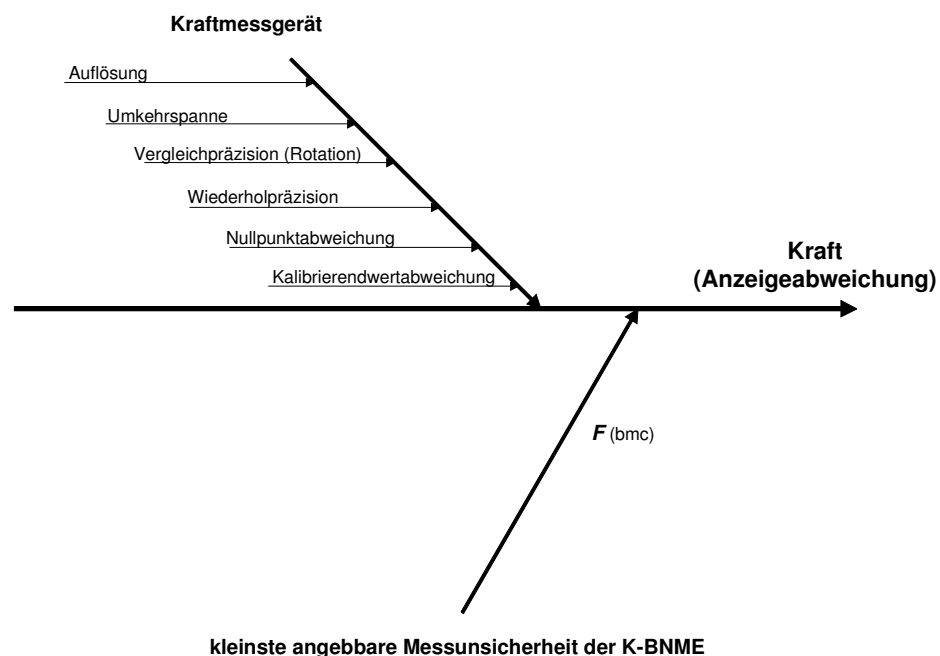 Kraftmessgerät
Auflösung
Umkehrspanne
Vergleichpräzision (Rotation)
Wiederholpräzision
Nullpunktabweichung
Kalibrierendwertabweichung
Kraft
(Anzeigeabweichung)
F (bmc)
kleinste angebbare Messunsicherheit der K-BNME